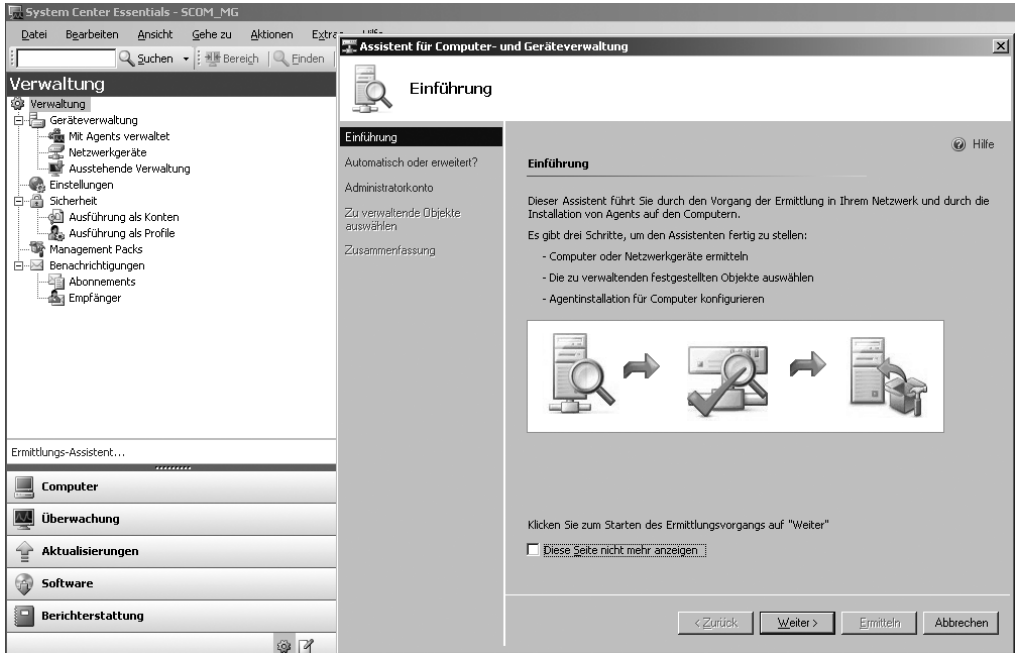 System Center Essentials - SCOM_MG
Datei Bearbeiten Ansicht Gehe zu Aktionen
Suchen Bereich Finden
Verwaltung
Verwaltung
Geräteverwaltung
Mit Agents verwaltet
Netzwerkgeräte
Ausstehende Verwaltung
Einstellungen
Sicherheit
Ausführung als Konten
Ausführung als Profile
Management Packs
Benachrichtigungen
Abonnements
Empfänger
Ermittlungs-Assistent...
Computer
Überwachung
Aktualisierungen
Software
Berichterstattung
Assistent für Computer- und Geräteverwaltung
Einführung
Einführung
Automatisch oder erweitert?
Administratorkonto
Zu verwaltende Objekte
auswählen
Zusammenfassung
Hilfe
Einführung
Dieser Assistent führt Sie durch den Vorgang der Ermittlung in Ihrem Netzwerk und durch die
Installation von Agents auf den Computern.
Es gibt drei Schritte, um den Assistenten fertig zu stellen:
- Computer oder Netzwerkgeräte ermitteln
- Die zu verwaltenden festgestellten Objekte auswählen
- Agentinstallation für Computer konfigurieren
Klicken Sie zum Starten des Ermittlungsvorgangs auf "Weiter"
Diese Seite nicht mehr anzeigen
< Zurück Weiter > Ermitteln Abbrechen